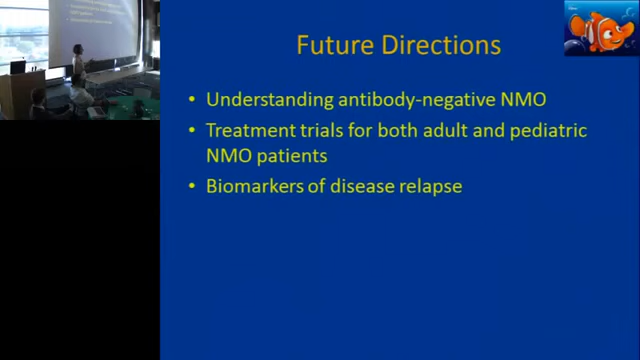 Future Directions
• Understanding antibody-negative NMO
• Treatment trials for both adult and pediatric
NMO patients
• Biomarkers of disease relapse